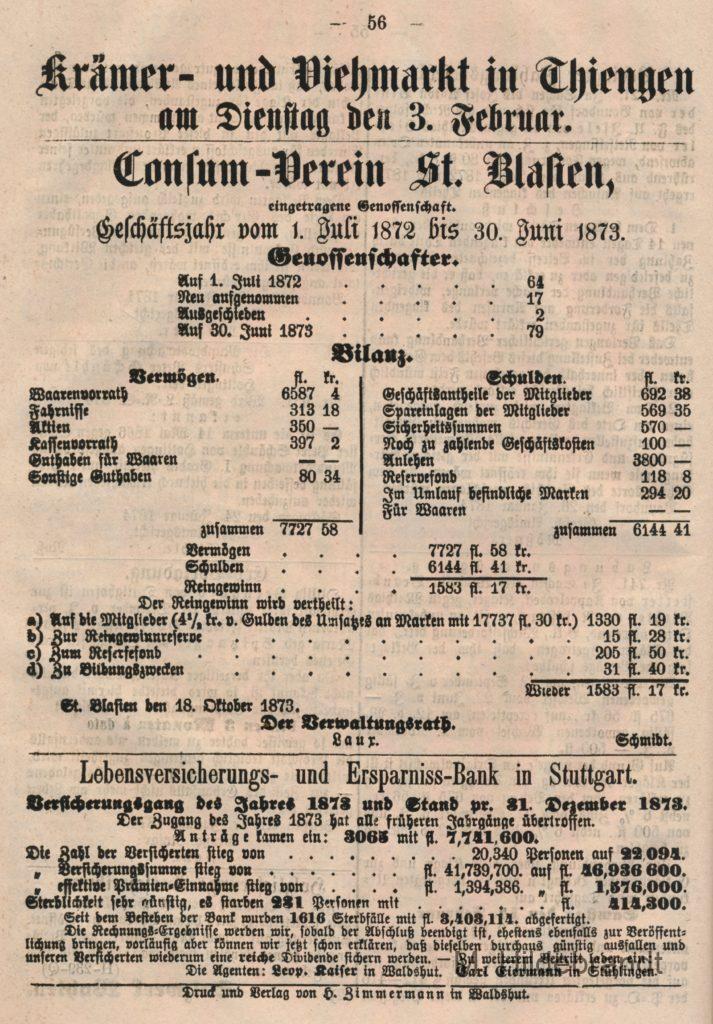 — 56 —
Krämer- und Viehmarkt in Thiengen
am Dienstag den 3. Februar.
Consum-Verein St. Blasien,
eingetragene Genossenschaft.
Geschäftsjahr vom 1. Juli 1872 bis 30. Juni 1873.
Genossenschafter.
Auf 1. Juli 1872 . . . . . 64
Neu aufgenommen . . . . . 17
Ausgeschieden . . . . . 2
Auf 30. Juni 1873 . . . . . 79
Bilanz.
Vermögen. fl. kr.
Waarenvorrath 6587 4
Fahrnisse 313 18
Aktien 350 —
Kassenvorrath 397 2
Guthaben für Waaren — —
Sonstige Guthaben 80 34
zusammen 7727 58
Schulden. fl. kr.
Geschäftsantheile der Mitglieder 692 38
Spareinlagen der Mitglieder 569 35
Sicherheitsummen 570 —
Noch zu zahlende Geschäftskosten 100 —
Anlehen 3800 —
Reservefond 118 8
Im Umlauf befindliche Marken 294 20
Für Waaren — —
zusammen 6144 41
Vermögen . . . . 7727 fl. 58 kr.
Schulden . . . . 6144 fl. 41 kr.
Reingewinn . . . . 1583 fl. 17 kr.
Der Reingewinn wird vertheilt:
a) Auf die Mitglieder (4½ kr. v. Gulden des Umsatzes an Marken mit 17737 fl. 30 kr.) 1330 fl. 19 kr.
b) Zur Reingewinnreserve . . . . . . . . . 15 fl. 28 kr.
c) Zum Reservefond . . . . . . . . . 205 fl. 50 kr.
d) Zu Bildungszwecken . . . . . . . . . 31 fl. 40 kr.
Wieder 1583 fl. 17 kr.
St. Blasien den 18. Oktober 1873.
Der Verwaltungsrath.
Laux. Schmidt.
Lebensversicherungs- und Ersparniss-Bank in Stuttgart.
Versicherungsgang des Jahres 1873 und Stand pr. 31. Dezember 1873.
Der Zugang des Jahres 1873 hat alle früheren Jahrgänge übertroffen.
Anträge kamen ein: 3065 mit fl. 7,741,600.
Die Zahl der Versicherten stieg von . . . . . . . 20,340 Personen auf 22,094.
„ Versicherungssumme stieg von . . . . . . fl. 41,739,700. auf fl. 46,936 600.
„ effektive Prämien-Einnahme stieg von . . . . . fl. 1,394,386. „ fl. 1,576,000.
Sterblichkeit sehr günstig, es starben 231 Personen mit . . . . . fl. 414,300.
Seit dem Bestehen der Bank wurden 1616 Sterbfälle mit fl. 3,403,114. abgefertigt.
Die Rechnungs-Ergebnisse werden wir, sobald der Abschluß beendigt ist, ehestens ebenfalls zur Veröffent-
lichung bringen, vorläufig aber können wir jetzt schon erklären, daß dieselben durchaus günstig ausfallen und
unseren Versicherten wiederum eine reiche Dividende sichern werden. — Zu weiterem Beitritt laden ein:
Die Agenten: Leop. Kaiser in Waldshut. Carl Eiermann in Stühlingen.
Druck und Verlag von H. Zimmermann in Waldshut.